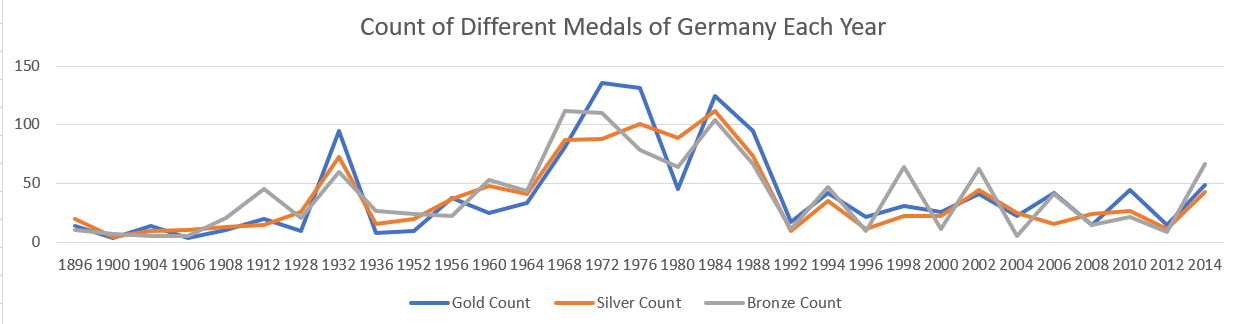 Count of Different Medals of Germany Each Year
150
100
50
0
1896 1900 1904 1906 1908 1912 1928 1932 1936 1952 1956 1960 1964 1968 1972 1976 1980 1984 1988 1992 1994 1996 1998 2000 2002 2004 2006 2008 2010 2012 2014
Gold Count Silver Count Bronze Count